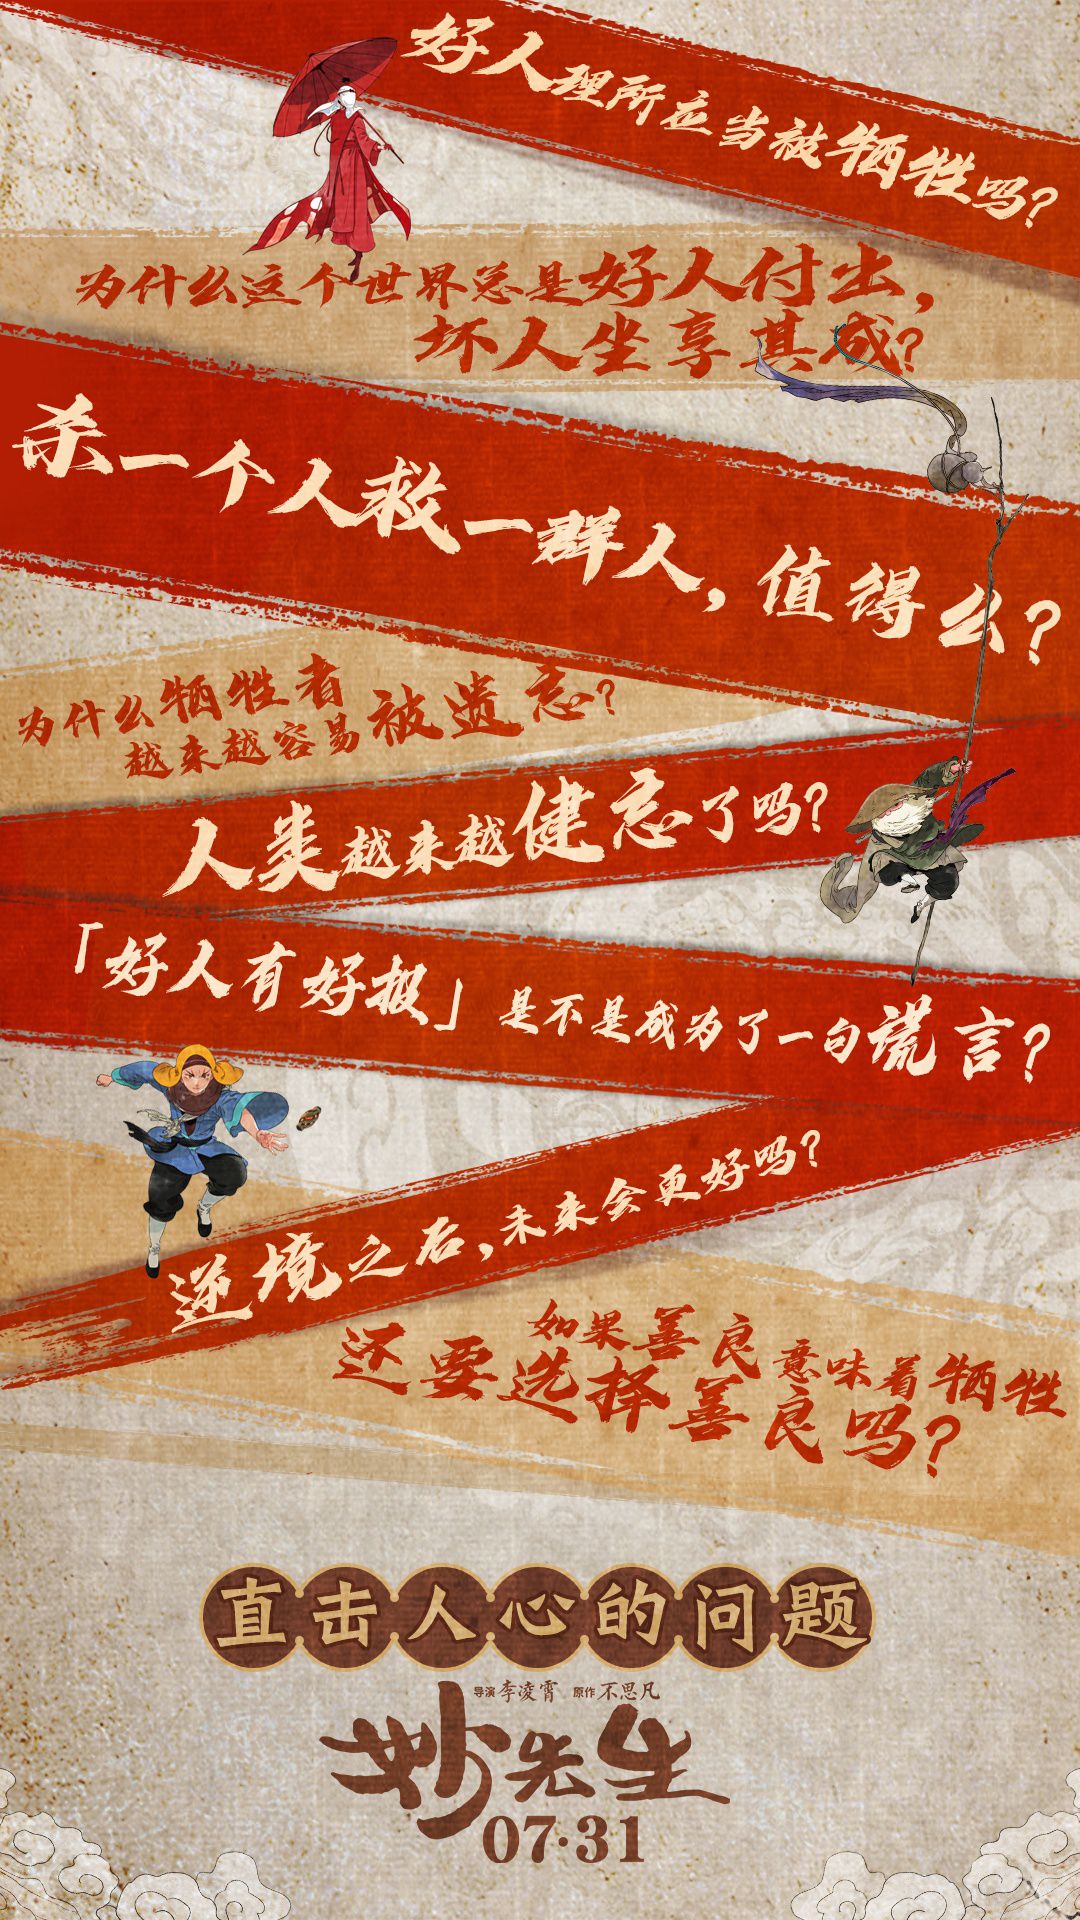 好人理所应当被牺牲吗?
为什么这个世界总是好人付出，
坏人坐享其成?
杀一个人救一群人，值得么?
为什么牺牲者
越来越容易被遗忘?
人类越来越健忘了吗?
「好人有好报」是不是成为了一句谎言?
逆境之后，未来会更好吗?
如果善良意味着牺牲
还要选择善良吗?
直击人心的问题
导演 李凌霄 原作 不思凡
妙先生
07·31